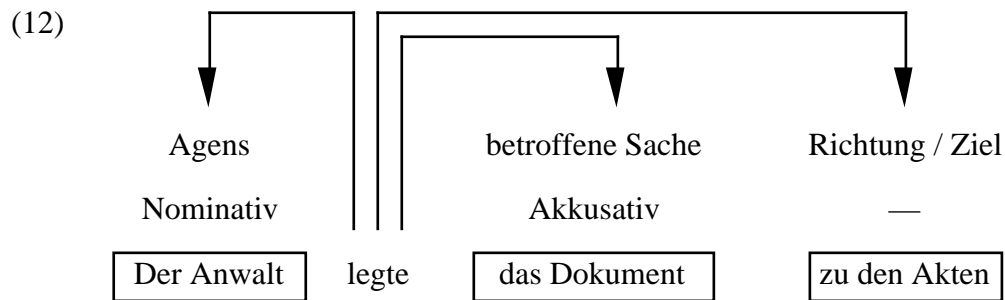 (12)
Agens betroffene Sache Richtung / Ziel
Nominativ Akkusativ —
Der Anwalt legte das Dokument zu den Akten